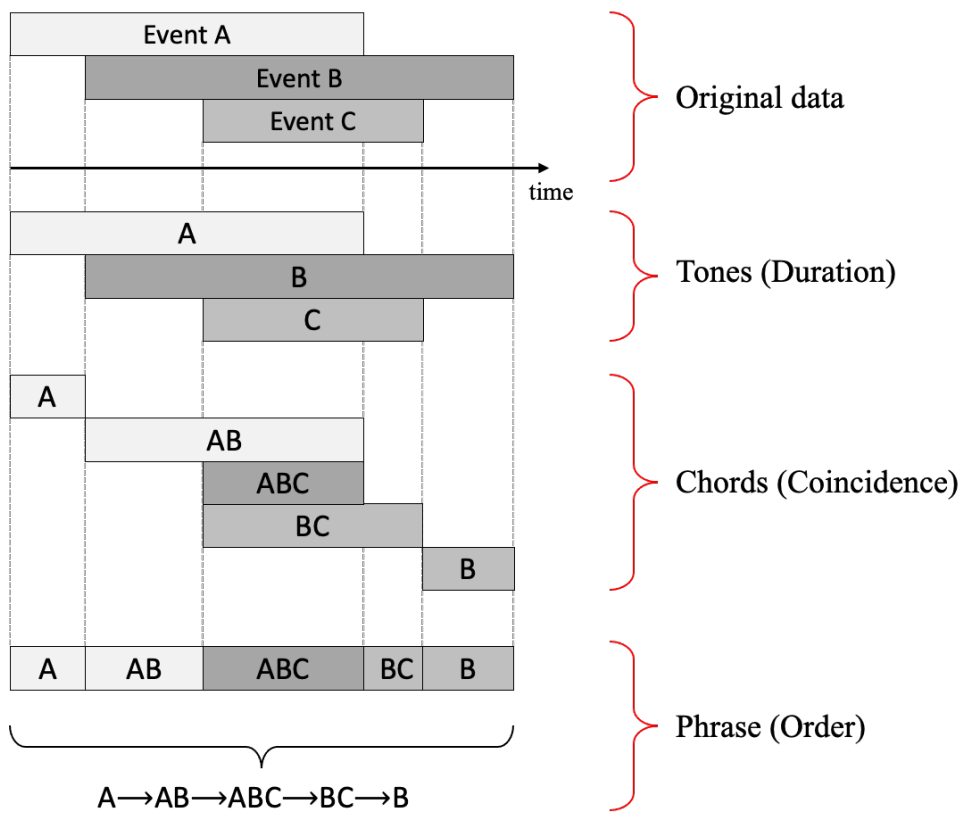 Event A
Event B
Event C
Original data
time
A
B
C
Tones (Duration)
A
AB
ABC
BC
B
Chords (Coincidence)
A AB ABC BC B
Phrase (Order)
A→AB→ABC→BC→B